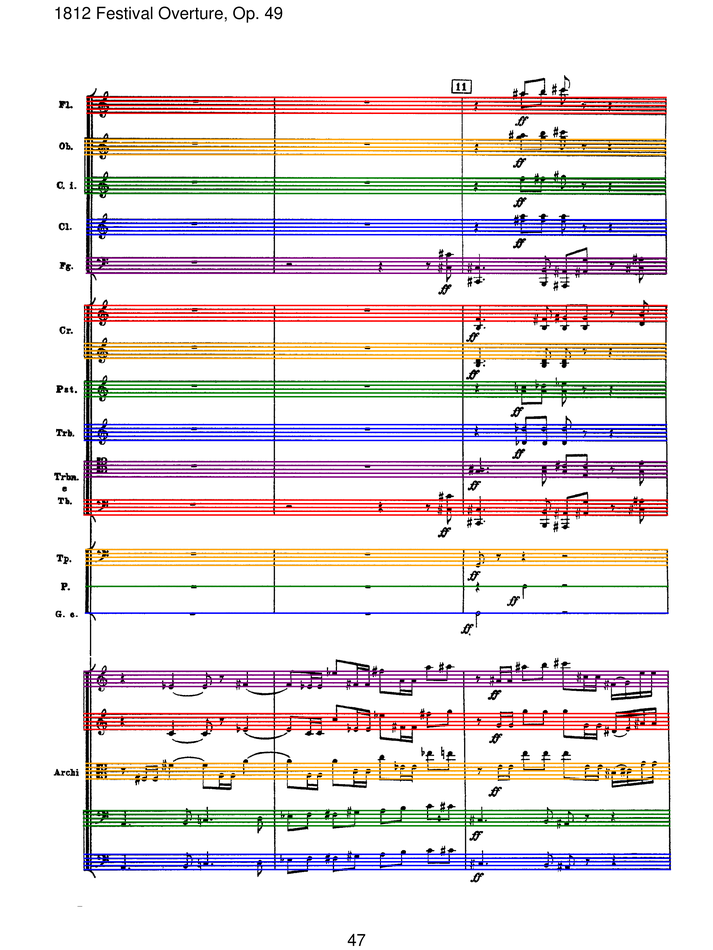 1812 Festival Overture, Op. 49
11
Fl.
ff
Ob.
ff
C. i.
ff
Cl.
ff
Fg.
ff
Cr.
ff
ff
Pst.
ff
Trb.
ff
Trbn.
ff
e
Tb.
ff
Tp.
ff
P.
ff
G. c.
ff
ff
ff
Archi
ff
ff
ff
47